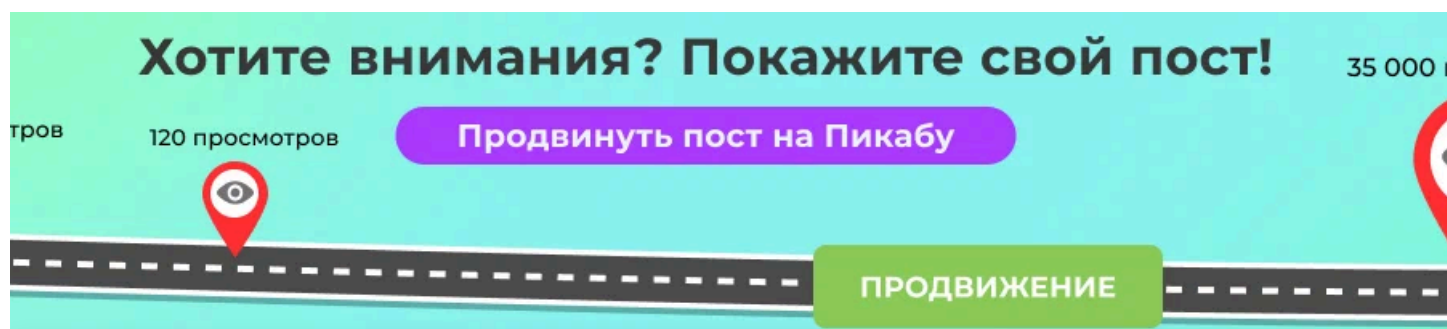 Хотите внимания? Покажите свой пост!
35 000
тров
120 просмотров
Продвинуть пост на Пикабу
ПРОДВИЖЕНИЕ